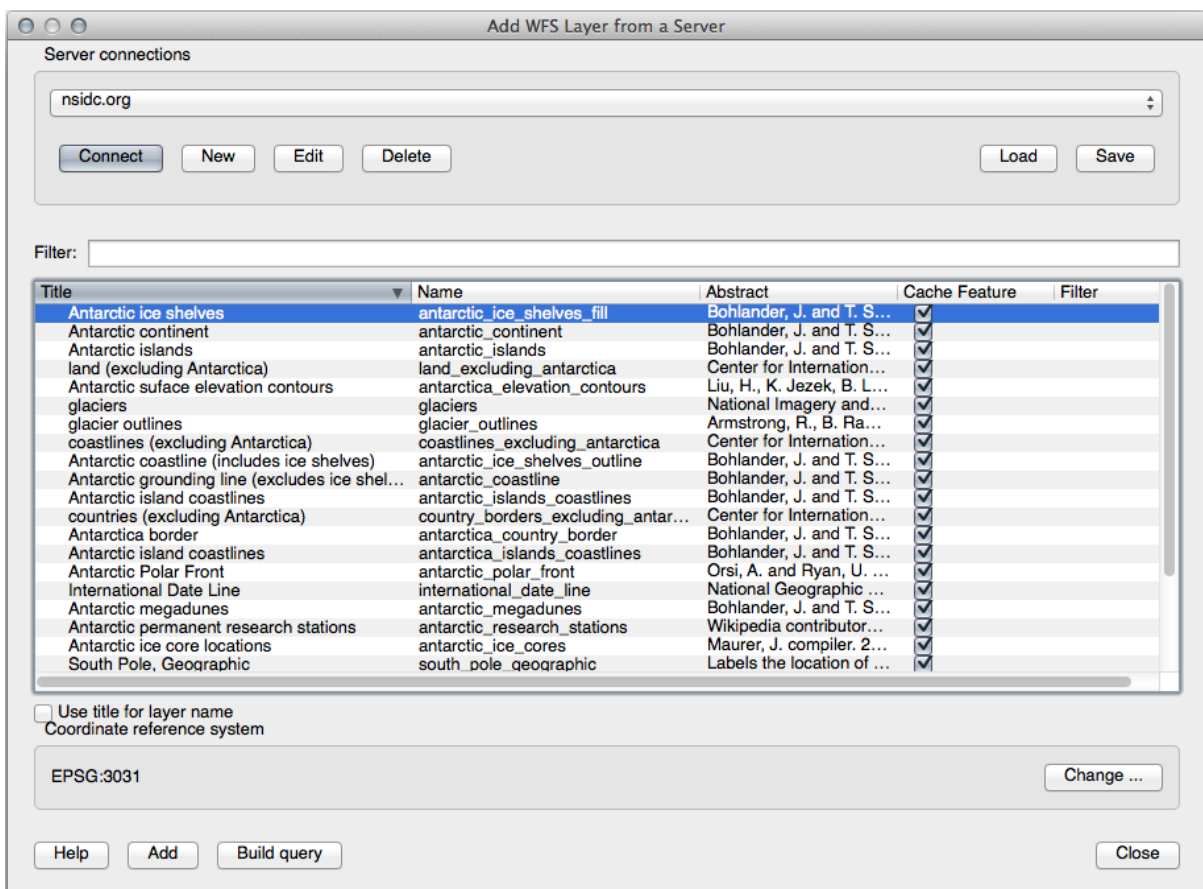 Add WFS Layer from a Server
Server connections
nsidc.org
Connect New Edit Delete Load Save
Filter:
Title Name Abstract Cache Feature Filter
Antarctic ice shelves antarctic_ice_shelves_fill Bohlander, J. and T. S...
Antarctic continent antarctic_continent Bohlander, J. and T. S...
Antarctic islands antarctic_islands Bohlander, J. and T. S...
land (excluding Antarctica) land_excluding_antarctica Center for Internation...
Antarctic suface elevation contours antarctica_elevation_contours Liu, H., K. Jezek, B. L...
glaciers glaciers National Imagery and...
glacier outlines glacier_outlines Armstrong, R., B. Ra...
coastlines (excluding Antarctica) coastlines_excluding_antarctica Center for Internation...
Antarctic coastline (includes ice shelves) antarctic_ice_shelves_outline Bohlander, J. and T. S...
Antarctic grounding line (excludes ice shel... antarctic_coastline Bohlander, J. and T. S...
Antarctic island coastlines antarctic_islands_coastlines Bohlander, J. and T. S...
countries (excluding Antarctica) country_borders_excluding_antar... Center for Internation...
Antarctica border antarctica_country_border Bohlander, J. and T. S...
Antarctic island coastlines antarctica_islands_coastlines Bohlander, J. and T. S...
Antarctic Polar Front antarctic_polar_front Orsi, A. and Ryan, U. ...
International Date Line international_date_line National Geographic ...
Antarctic megadunes antarctic_megadunes Bohlander, J. and T. S...
Antarctic permanent research stations antarctic_research_stations Wikipedia contributor...
Antarctic ice core locations antarctic_ice_cores Maurer, J. compiler. 2...
South Pole, Geographic south_pole_geographic Labels the location of ...
Use title for layer name
Coordinate reference system
EPSG:3031 Change ...
Help Add Build query Close